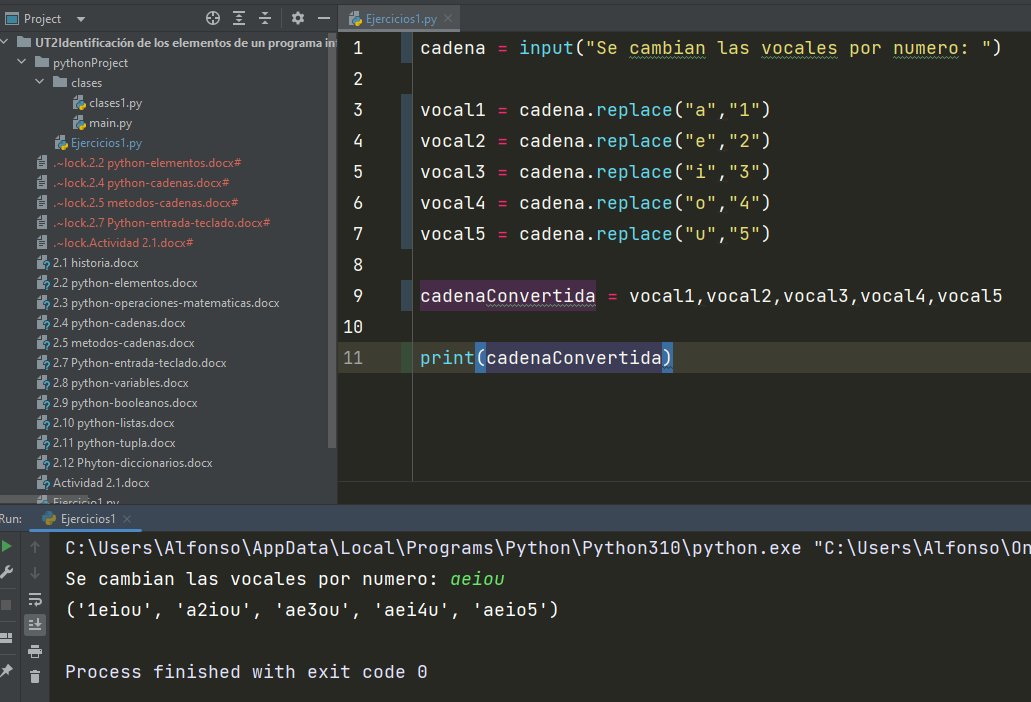 Project
Ejercicios1.py
UT2Identificación de los elementos de un programa in
pythonProject
clases
clases1.py
main.py
Ejercicios1.py
.~lock.2.2 python-elementos.docx#
.~lock.2.4 python-cadenas.docx#
.~lock.2.5 metodos-cadenas.docx#
.~lock.2.7 Python-entrada-teclado.docx#
.~lock.Actividad 2.1.docx#
2.1 historia.docx
2.2 python-elementos.docx
2.3 python-operaciones-matematicas.docx
2.4 python-cadenas.docx
2.5 metodos-cadenas.docx
2.7 Python-entrada-teclado.docx
2.8 python-variables.docx
2.9 python-booleanos.docx
2.10 python-listas.docx
2.11 python-tupla.docx
2.12 Phyton-diccionarios.docx
Actividad 2.1.docx
Ejercicio1.py
1 cadena = input("Se cambian las vocales por numero: ")
2
3 vocal1 = cadena.replace("a","1")
4 vocal2 = cadena.replace("e","2")
5 vocal3 = cadena.replace("i","3")
6 vocal4 = cadena.replace("o","4")
7 vocal5 = cadena.replace("u","5")
8
9 cadenaConvertida = vocal1,vocal2,vocal3,vocal4,vocal5
10
11 print(cadenaConvertida)
Run: Ejercicios1
C:\Users\Alfonso\AppData\Local\Programs\Python\Python310\python.exe "C:\Users\Alfonso\On
Se cambian las vocales por numero: aeiou
('1eiou', 'a2iou', 'ae3ou', 'aei4u', 'aeio5')
Process finished with exit code 0